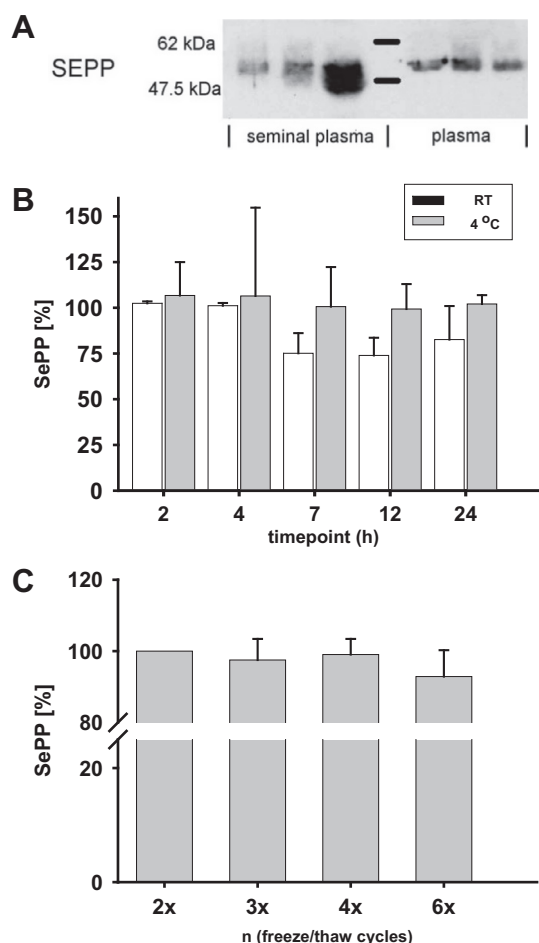 A
62 kDa
SEPP
47.5 kDa
| seminal plasma | plasma |
B
RT
4 °C
150
125
100
75
50
25
0
SePP [%]
2 4 7 12 24
timepoint (h)
C
120
100
80
20
0
SePP [%]
2x 3x 4x 6x
n (freeze/thaw cycles)